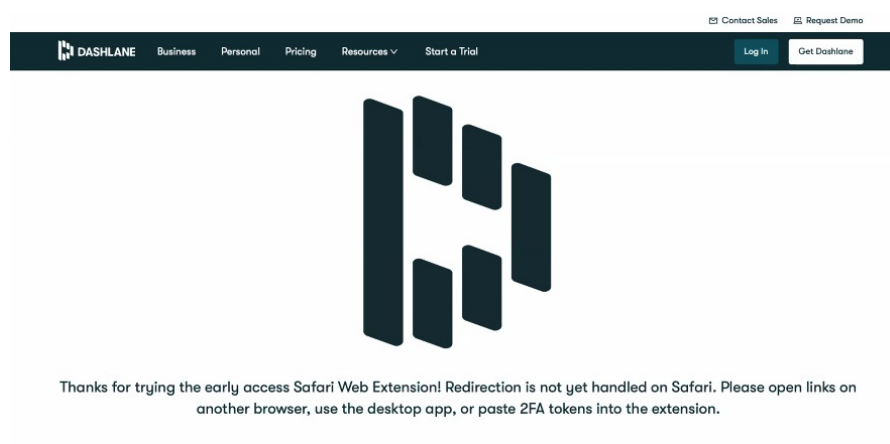 Contact Sales Request Demo
DASHLANE Business Personal Pricing Resources Start a Trial Log In Get Dashlane
Thanks for trying the early access Safari Web Extension! Redirection is not yet handled on Safari. Please open links on
another browser, use the desktop app, or paste 2FA tokens into the extension.